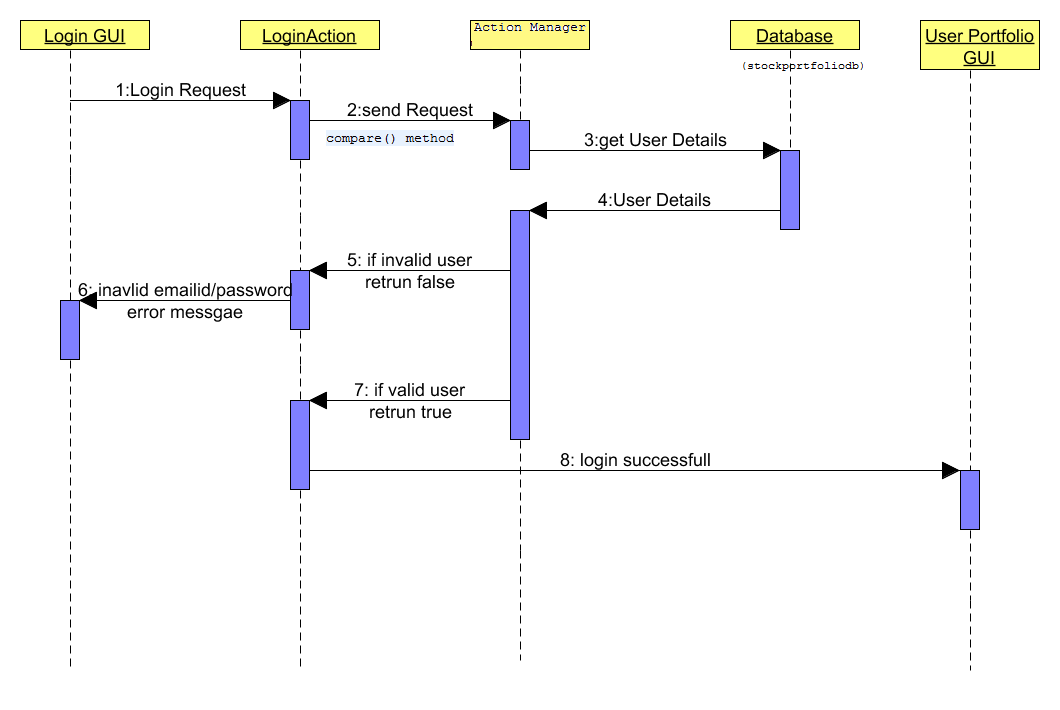 Login GUI
LoginAction
Action Manager
Database
User Portfolio
GUI
(stockportfoliodb)
1:Login Request
2:send Request
compare() method
3:get User Details
4:User Details
5: if invalid user
retrun false
6: inavlid emailid/password
error messgae
7: if valid user
retrun true
8: login successfull